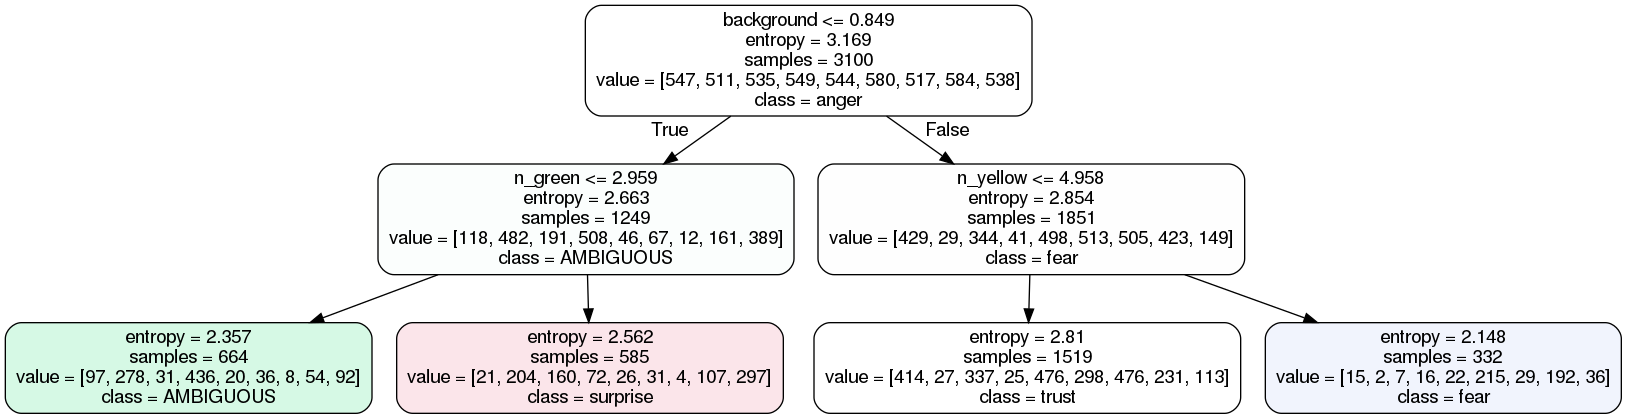 background <= 0.849
entropy = 3.169
samples = 3100
value = [547, 511, 535, 549, 544, 580, 517, 584, 538]
class = anger
True
False
n_green <= 2.959
entropy = 2.663
samples = 1249
value = [118, 482, 191, 508, 46, 67, 12, 161, 389]
class = AMBIGUOUS
n_yellow <= 4.958
entropy = 2.854
samples = 1851
value = [429, 29, 344, 41, 498, 513, 505, 423, 149]
class = fear
entropy = 2.357
samples = 664
value = [97, 278, 31, 436, 20, 36, 8, 54, 92]
class = AMBIGUOUS
entropy = 2.562
samples = 585
value = [21, 204, 160, 72, 26, 31, 4, 107, 297]
class = surprise
entropy = 2.81
samples = 1519
value = [414, 27, 337, 25, 476, 298, 476, 231, 113]
class = trust
entropy = 2.148
samples = 332
value = [15, 2, 7, 16, 22, 215, 29, 192, 36]
class = fear